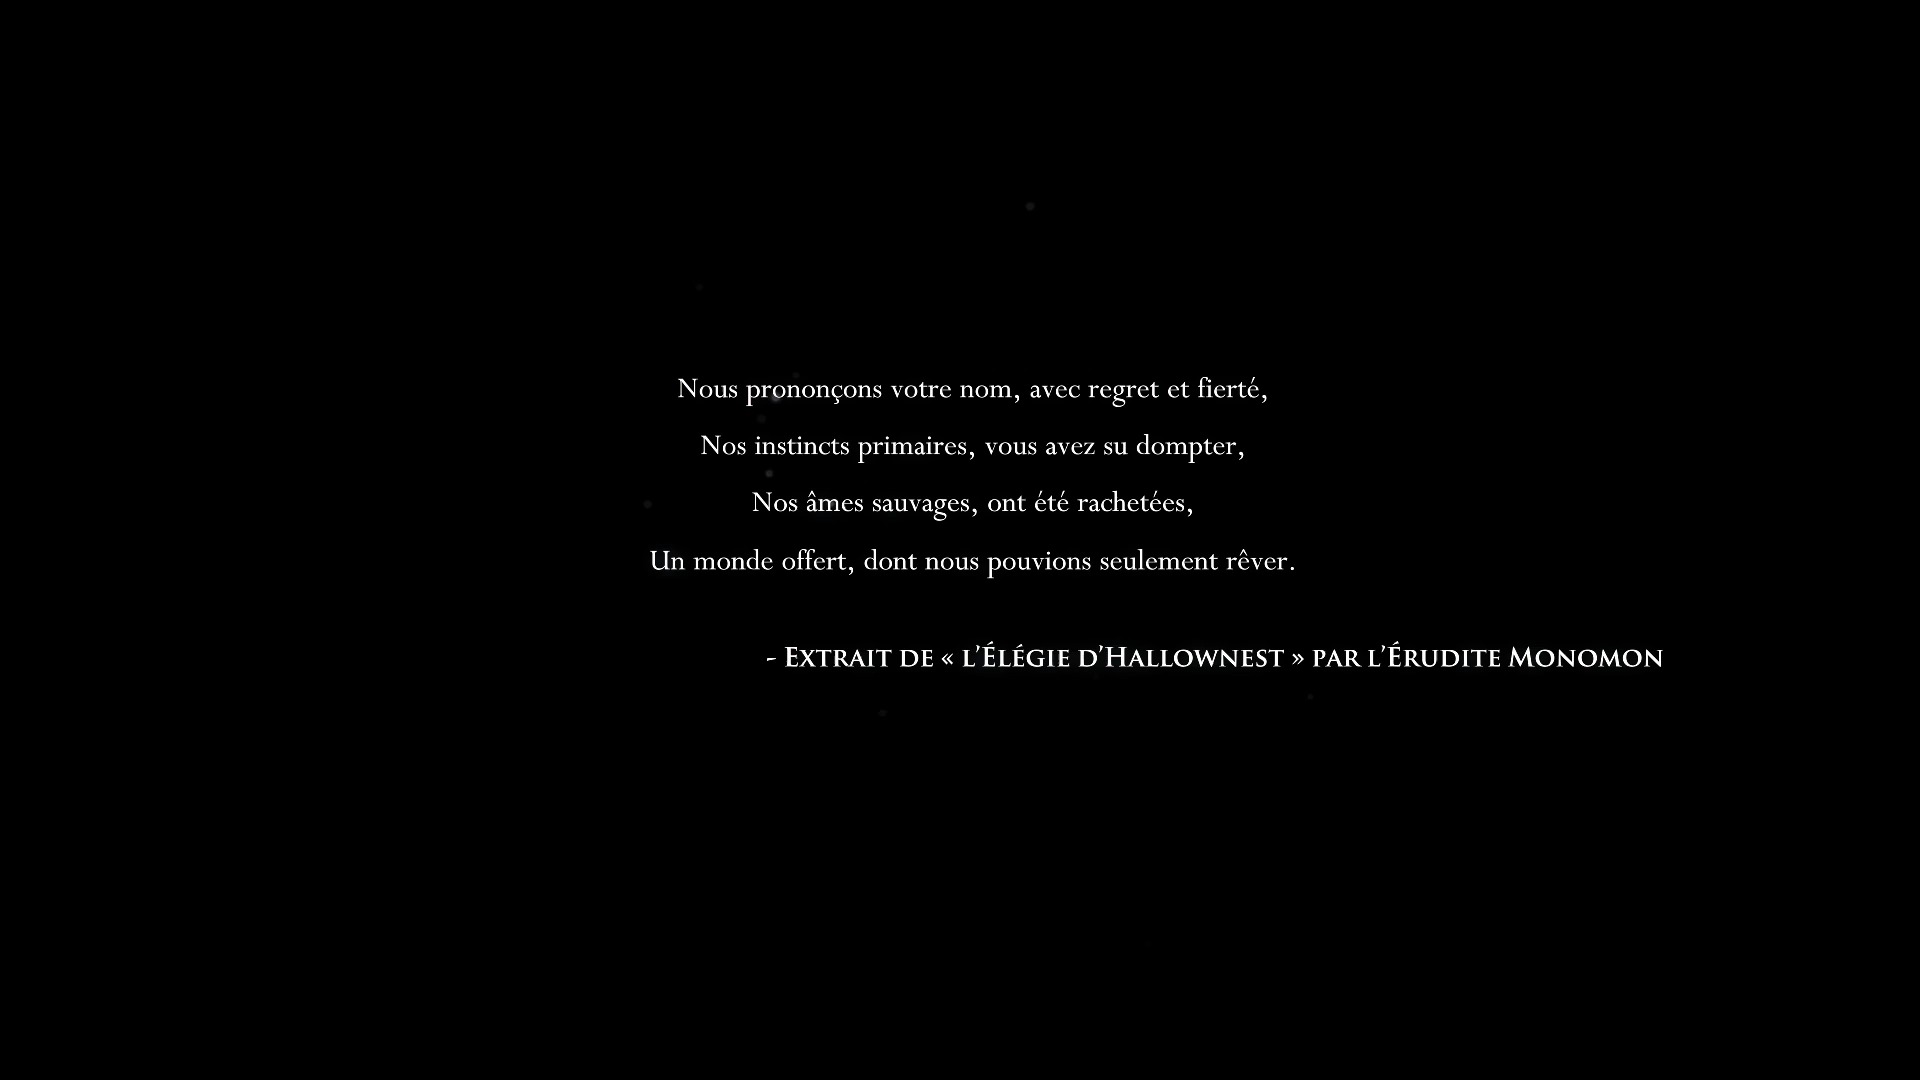 Nous prononçons votre nom, avec regret et fierté,
Nos instincts primaires, vous avez su dompter,
Nos âmes sauvages, ont été rachetées,
Un monde offert, dont nous pouvions seulement rêver.
- Extrait de « l’Élégie d’Hallownest » par l’Érudite Monomon